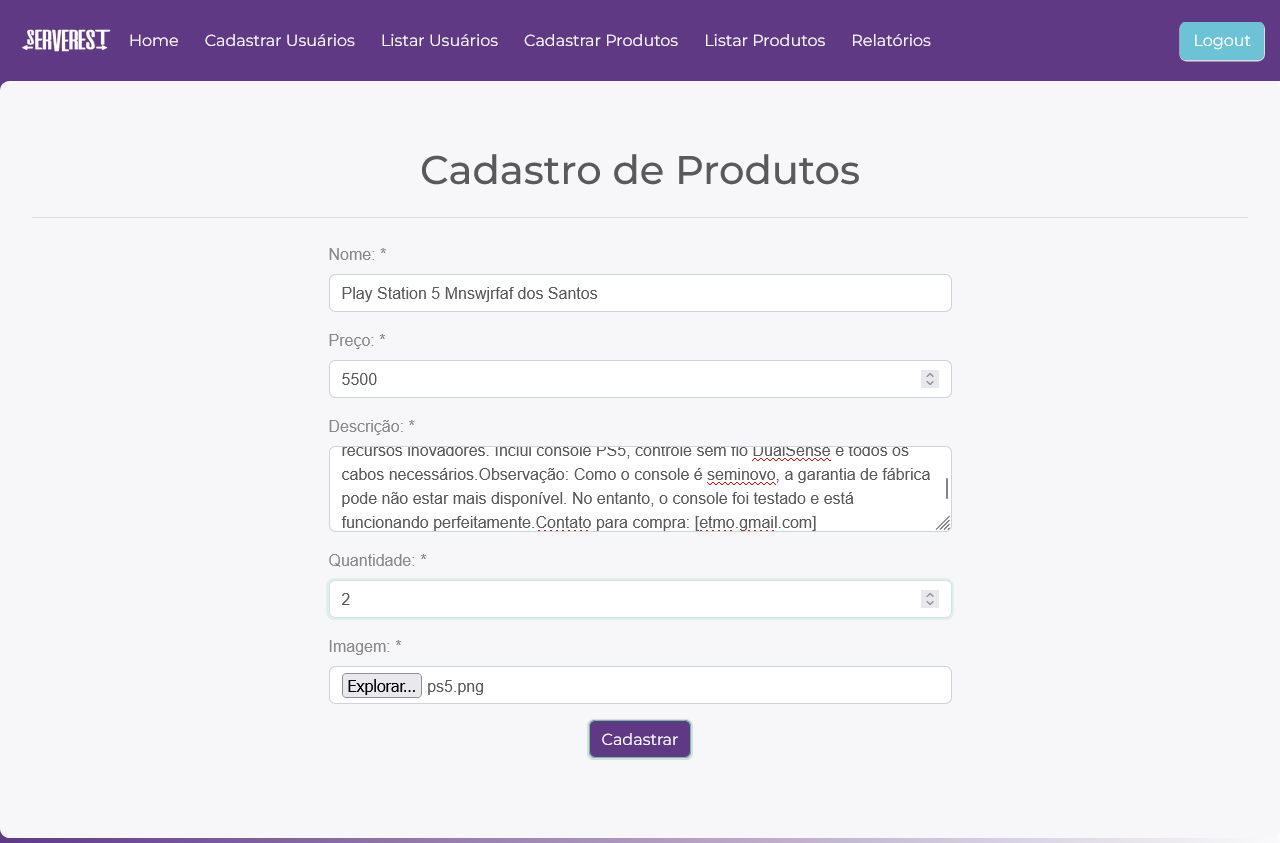 SERVEREST Home Cadastrar Usuários Listar Usuários Cadastrar Produtos Listar Produtos Relatórios Logout
Cadastro de Produtos
Nome: *
Play Station 5 Mnswjrfaf dos Santos
Preço: *
5500
Descrição: *
recursos inovadores. Inclui console PS5, controle sem fio DualSense e todos os
cabos necessários.Observação: Como o console é seminovo, a garantia de fábrica
pode não estar mais disponível. No entanto, o console foi testado e está
funcionando perfeitamente.Contato para compra: [etmo.gmail.com]
Quantidade: *
2
Imagem: *
Explorar... ps5.png
Cadastrar